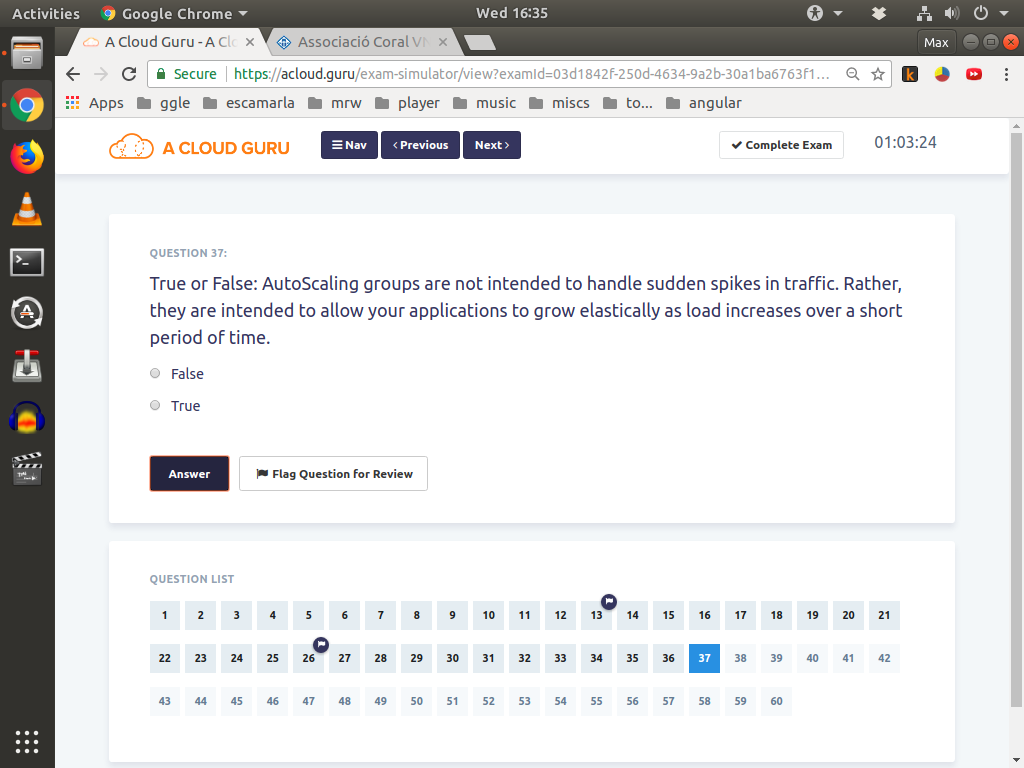 Activities Google Chrome Wed 16:35
A Cloud Guru - A Clo Associació Coral VN Max
Secure https://acloud.guru/exam-simulator/view?examId=03d1842f-250d-4634-9a2b-30a1ba6763f1...
Apps ggle escamarla mrw player music miscs to... angular
A CLOUD GURU Nav Previous Next Complete Exam 01:03:24
QUESTION 37:
True or False: AutoScaling groups are not intended to handle sudden spikes in traffic. Rather,
they are intended to allow your applications to grow elastically as load increases over a short
period of time.
False
True
Answer Flag Question for Review
QUESTION LIST
1 2 3 4 5 6 7 8 9 10 11 12 13 14 15 16 17 18 19 20 21
22 23 24 25 26 27 28 29 30 31 32 33 34 35 36 37 38 39 40 41 42
43 44 45 46 47 48 49 50 51 52 53 54 55 56 57 58 59 60